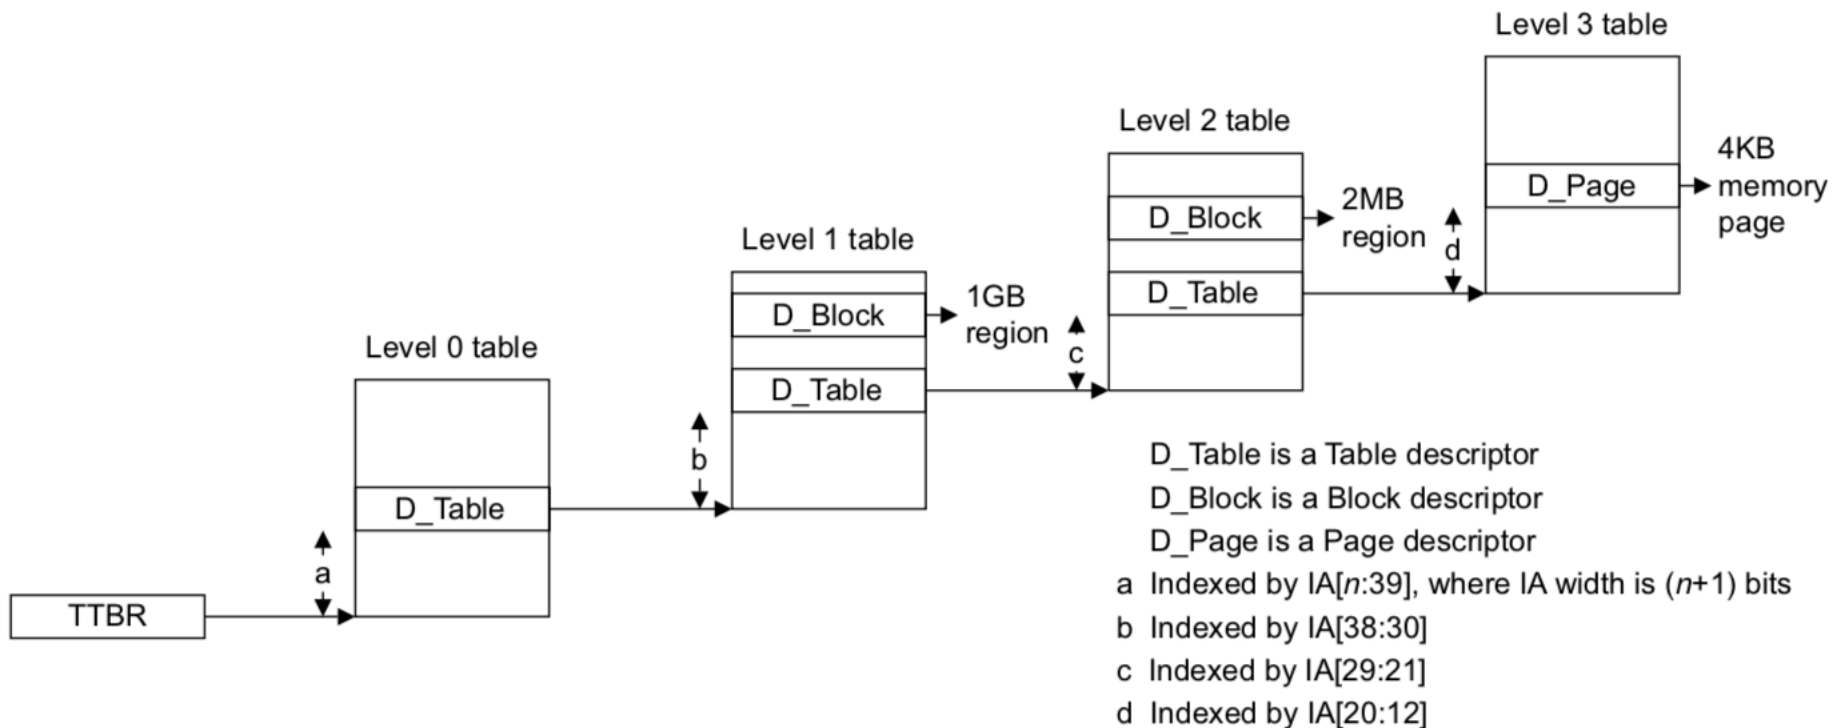 Level 3 table
4KB
memory
page
D_Page
Level 2 table
D_Block
2MB
region
d
D_Table
Level 1 table
D_Block
1GB
region
c
D_Table
Level 0 table
b
D_Table
a
TTBR
D_Table is a Table descriptor
D_Block is a Block descriptor
D_Page is a Page descriptor
a Indexed by IA[n:39], where IA width is (n+1) bits
b Indexed by IA[38:30]
c Indexed by IA[29:21]
d Indexed by IA[20:12]